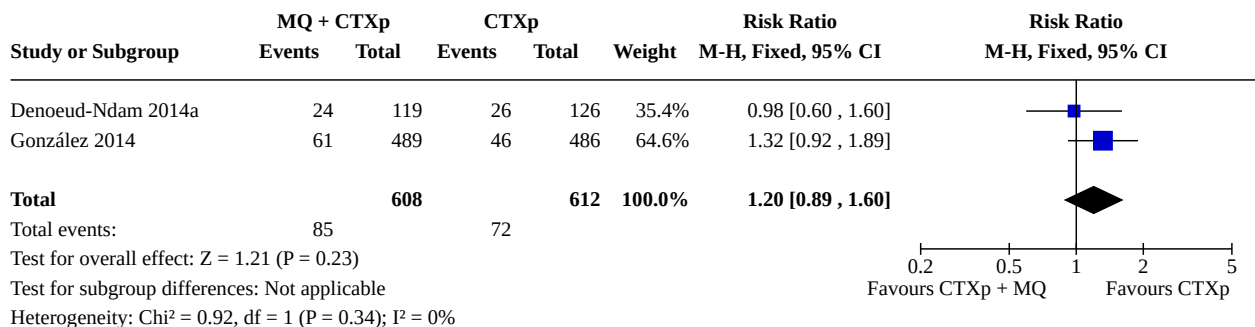 MQ + CTXp CTXp Risk Ratio Risk Ratio
Study or Subgroup Events Total Events Total Weight M-H, Fixed, 95% CI M-H, Fixed, 95% CI
Denoeud-Ndam 2014a 24 119 26 126 35.4% 0.98 [0.60 , 1.60]
González 2014 61 489 46 486 64.6% 1.32 [0.92 , 1.89]
Total 608 612 100.0% 1.20 [0.89 , 1.60]
Total events: 85 72
Test for overall effect: Z = 1.21 (P = 0.23) 0.2 0.5 1 2 5
Test for subgroup differences: Not applicable Favours CTXp + MQ Favours CTXp
Heterogeneity: Chi² = 0.92, df = 1 (P = 0.34); I² = 0%